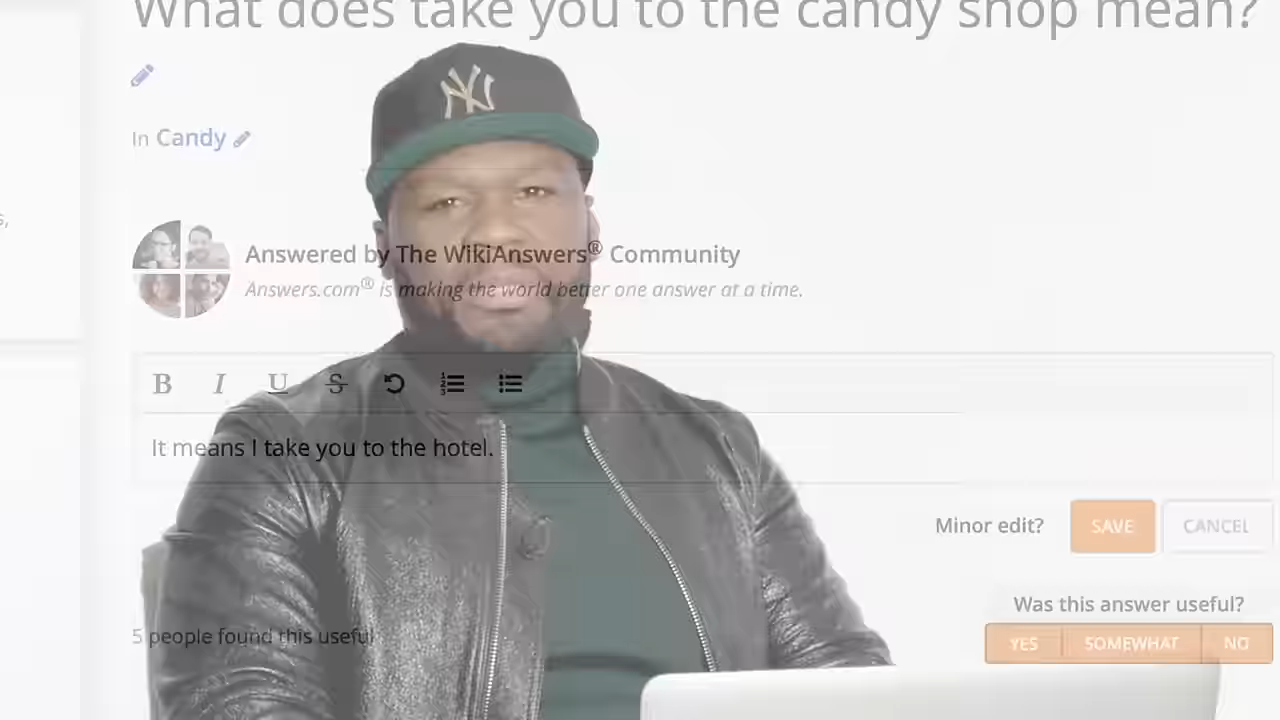 What does take you to the candy shop mean?
In Candy
s,
NY
Answered by The WikiAnswers® Community
Answers.com® is making the world better one answer at a time.
B I U S
It means I take you to the hotel.
Minor edit? SAVE CANCEL
Was this answer useful?
5 people found this useful
YES SOMEWHAT NO